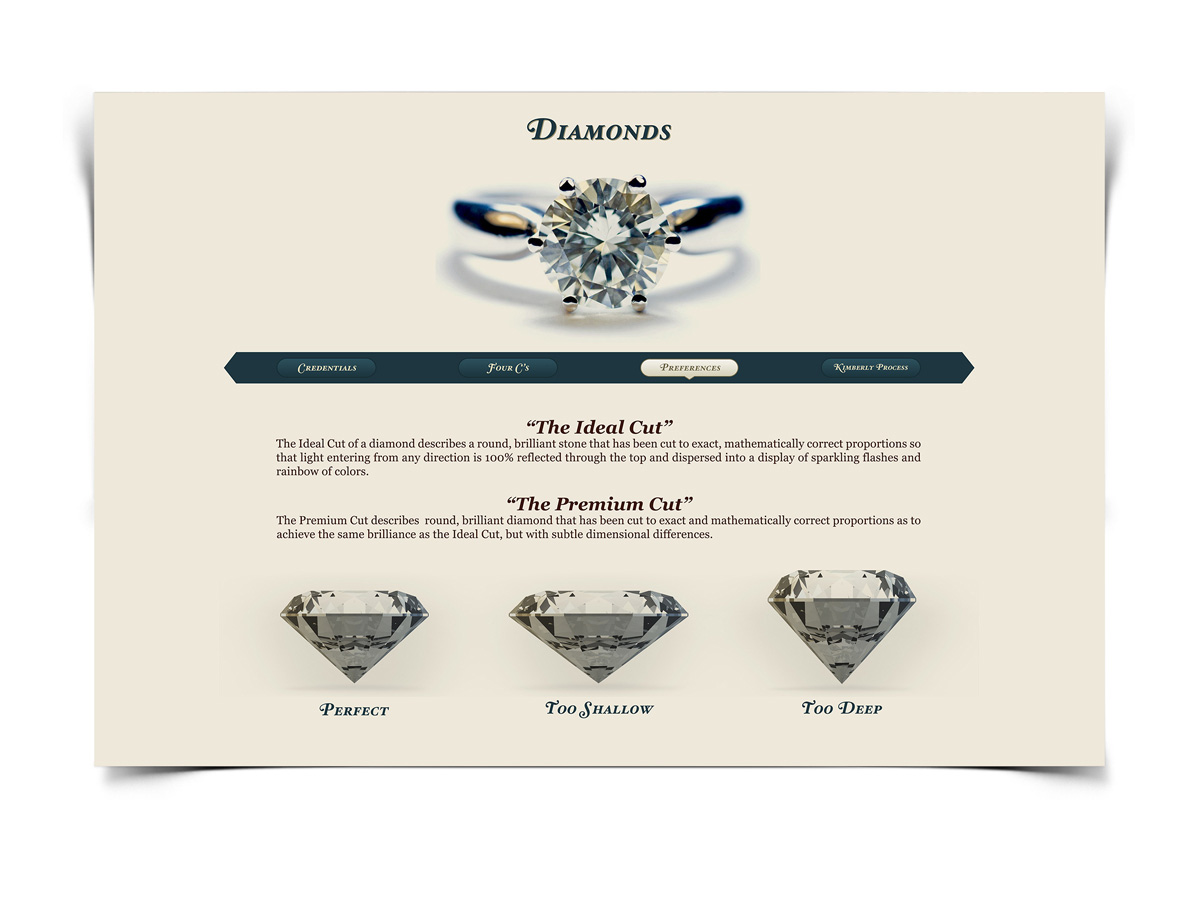 Diamonds
Credentials
Four C's
Preferences
Kimberly Process
“The Ideal Cut”
The Ideal Cut of a diamond describes a round, brilliant stone that has been cut to exact, mathematically correct proportions so
that light entering from any direction is 100% reflected through the top and dispersed into a display of sparkling flashes and
rainbow of colors.
“The Premium Cut”
The Premium Cut describes  round, brilliant diamond that has been cut to exact and mathematically correct proportions as to
achieve the same brilliance as the Ideal Cut, but with subtle dimensional differences.
Perfect
Too Shallow
Too Deep